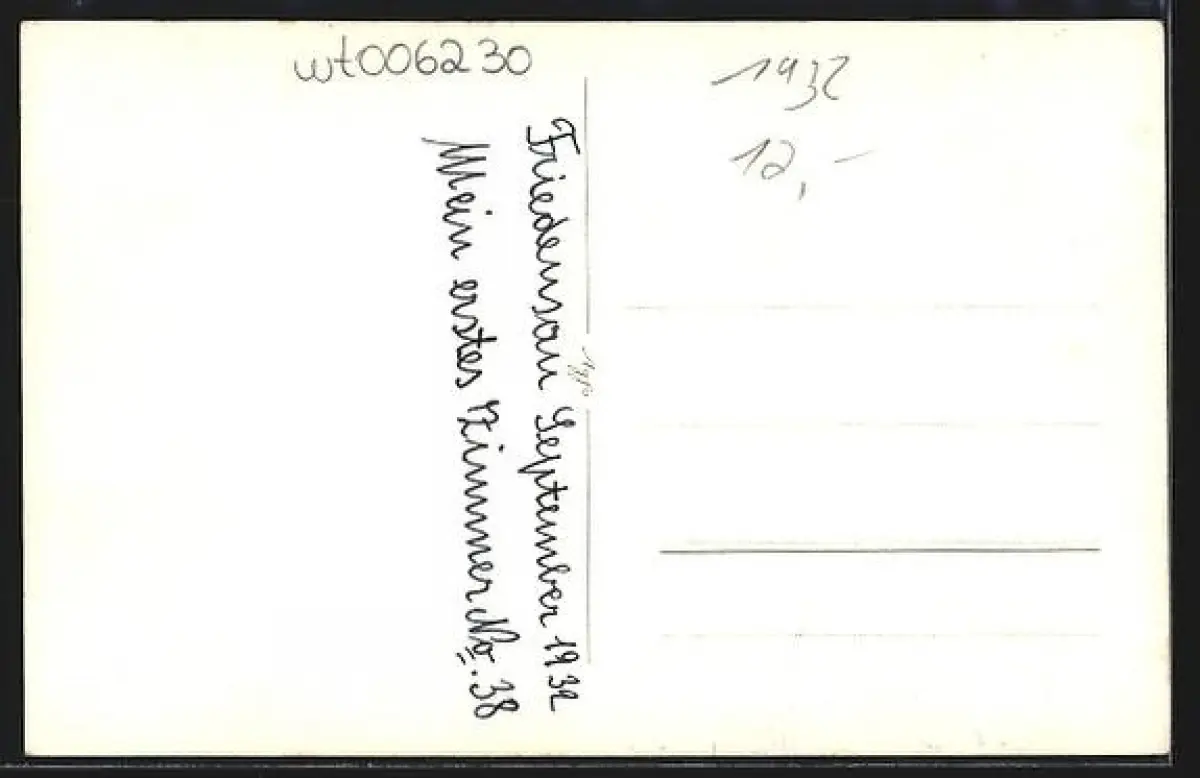 wt006230
1932
12,-
Friedensau September 1932
Mein erstes Zimmer No. 38